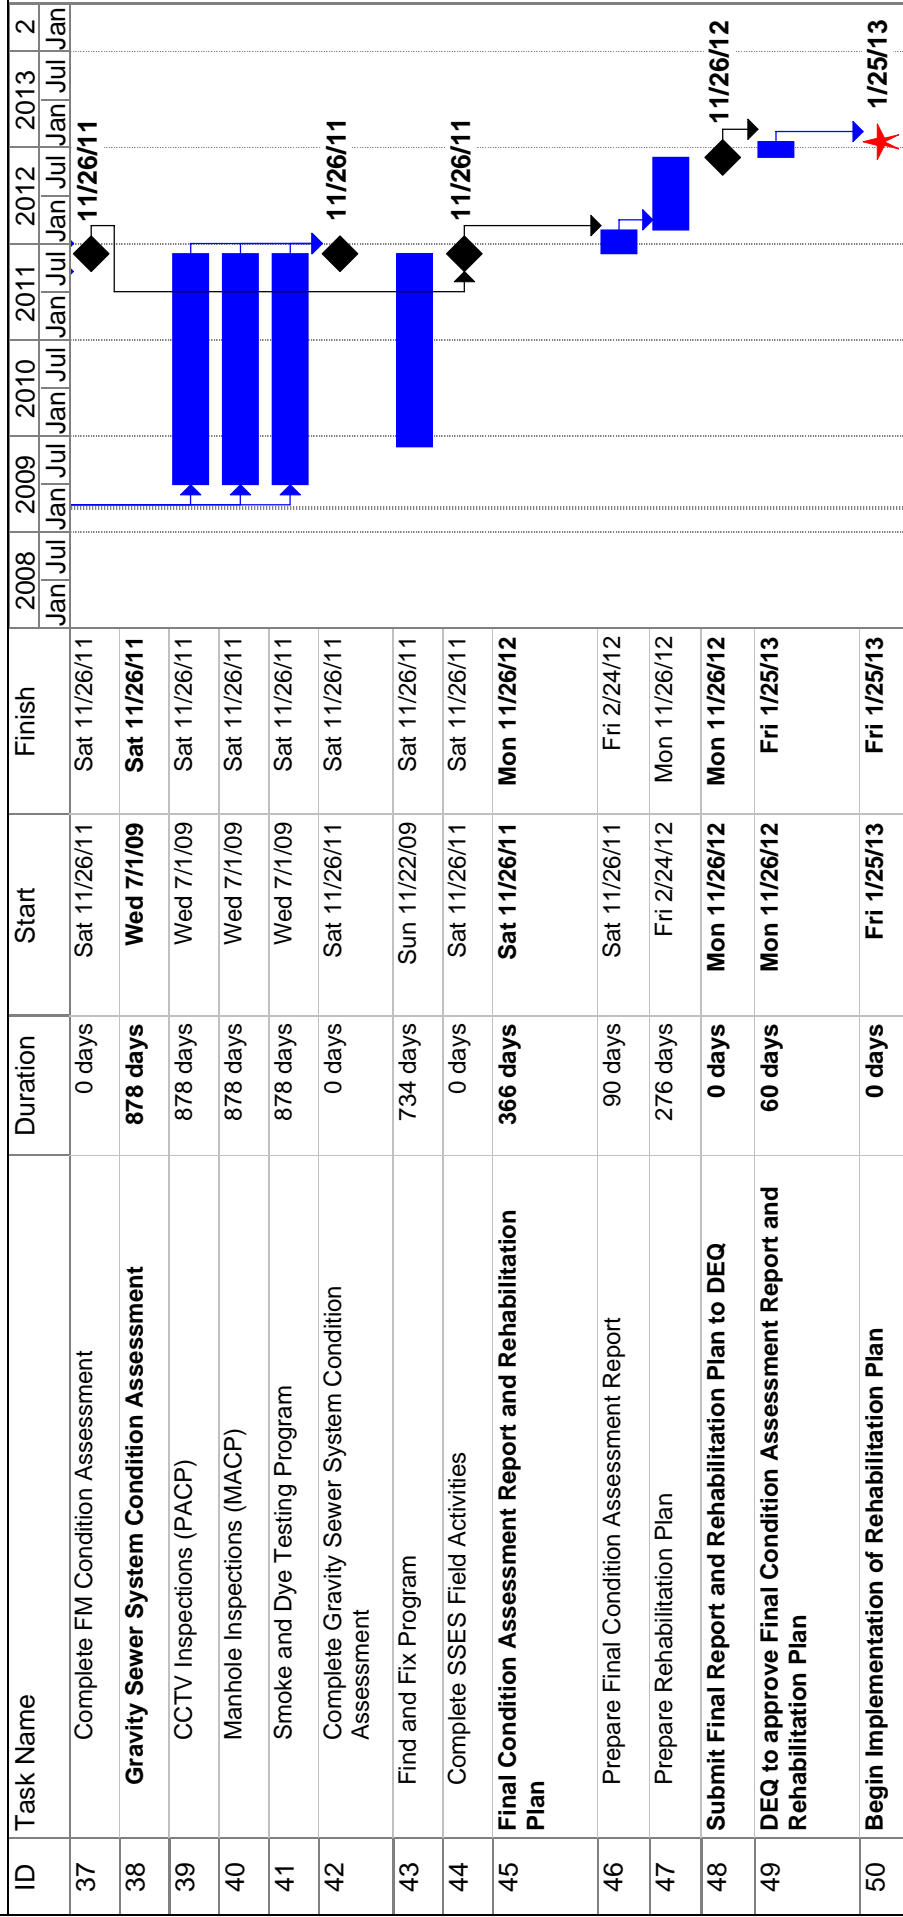 ID Task Name Duration Start Finish 2008 2009 2010 2011 2012 2013 2
Jan Jul Jan Jul Jan Jul Jan Jul Jan Jul Jan Jul Jan
37 Complete FM Condition Assessment 0 days Sat 11/26/11 Sat 11/26/11 11/26/11
38 Gravity Sewer System Condition Assessment 878 days Wed 7/1/09 Sat 11/26/11
39 CCTV Inspections (PACP) 878 days Wed 7/1/09 Sat 11/26/11
40 Manhole Inspections (MACP) 878 days Wed 7/1/09 Sat 11/26/11
41 Smoke and Dye Testing Program 878 days Wed 7/1/09 Sat 11/26/11
42 Complete Gravity Sewer System Condition 0 days Sat 11/26/11 Sat 11/26/11 11/26/11
Assessment
43 Find and Fix Program 734 days Sun 11/22/09 Sat 11/26/11
44 Complete SSES Field Activities 0 days Sat 11/26/11 Sat 11/26/11 11/26/11
45 Final Condition Assessment Report and Rehabilitation 366 days Sat 11/26/11 Mon 11/26/12
Plan
46 Prepare Final Condition Assessment Report 90 days Sat 11/26/11 Fri 2/24/12
47 Prepare Rehabilitation Plan 276 days Fri 2/24/12 Mon 11/26/12
48 Submit Final Report and Rehabilitation Plan to DEQ 0 days Mon 11/26/12 Mon 11/26/12 11/26/12
49 DEQ to approve Final Condition Assessment Report and 60 days Mon 11/26/12 Fri 1/25/13
Rehabilitation Plan
50 Begin Implementation of Rehabilitation Plan 0 days Fri 1/25/13 Fri 1/25/13 1/25/13